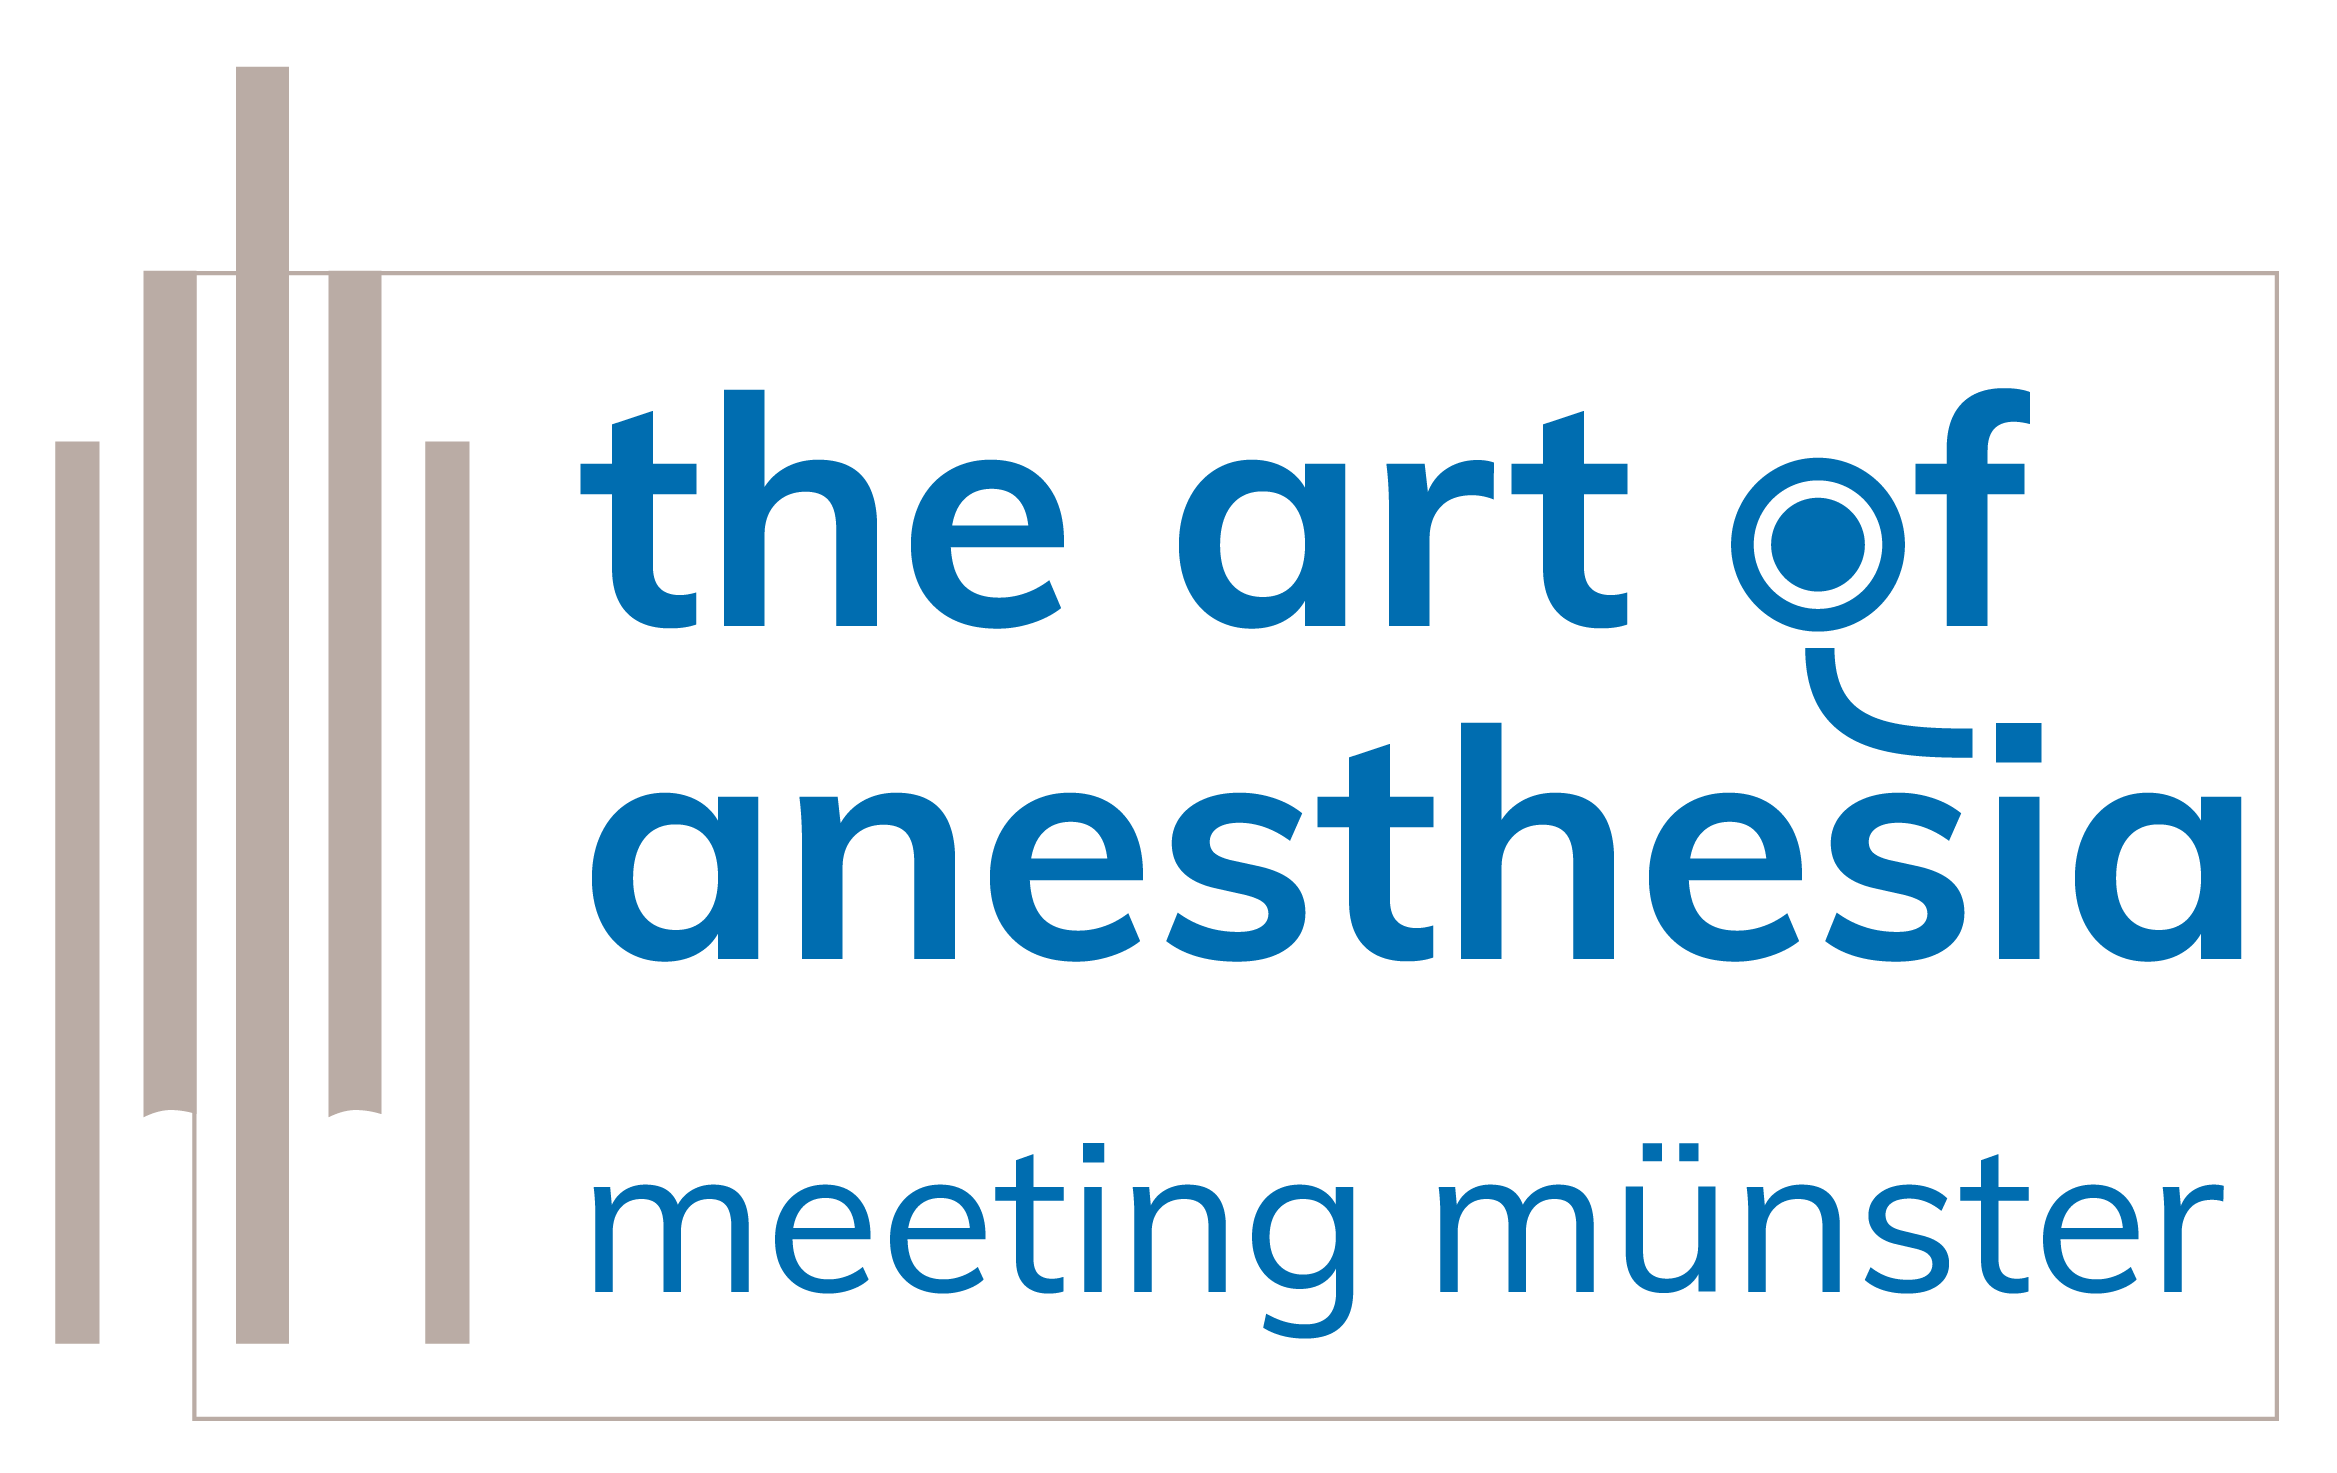 the art of
anesthesia
meeting münster